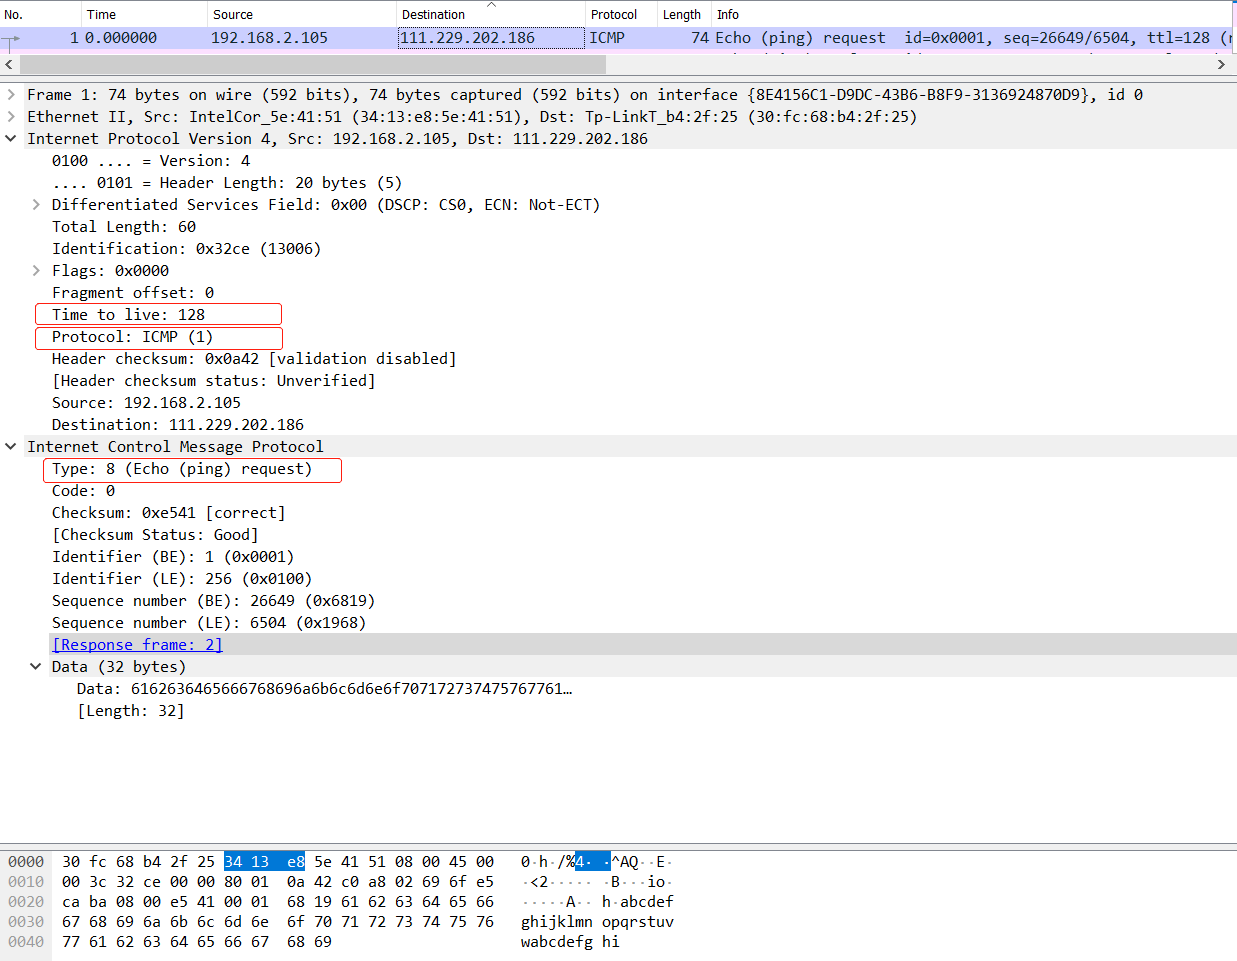 No. Time Source Destination Protocol Length Info
1 0.000000 192.168.2.105 111.229.202.186 ICMP 74 Echo (ping) request id=0x0001, seq=26649/6504, ttl=128 (r
Frame 1: 74 bytes on wire (592 bits), 74 bytes captured (592 bits) on interface {8E4156C1-D9DC-43B6-B8F9-3136924870D9}, id 0
Ethernet II, Src: IntelCor_5e:41:51 (34:13:e8:5e:41:51), Dst: Tp-LinkT_b4:2f:25 (30:fc:68:b4:2f:25)
Internet Protocol Version 4, Src: 192.168.2.105, Dst: 111.229.202.186
0100 .... = Version: 4
.... 0101 = Header Length: 20 bytes (5)
Differentiated Services Field: 0x00 (DSCP: CS0, ECN: Not-ECT)
Total Length: 60
Identification: 0x32ce (13006)
Flags: 0x0000
Fragment offset: 0
Time to live: 128
Protocol: ICMP (1)
Header checksum: 0x0a42 [validation disabled]
[Header checksum status: Unverified]
Source: 192.168.2.105
Destination: 111.229.202.186
Internet Control Message Protocol
Type: 8 (Echo (ping) request)
Code: 0
Checksum: 0xe541 [correct]
[Checksum Status: Good]
Identifier (BE): 1 (0x0001)
Identifier (LE): 256 (0x0100)
Sequence number (BE): 26649 (0x6819)
Sequence number (LE): 6504 (0x1968)
[Response frame: 2]
Data (32 bytes)
Data: 6162636465666768696a6b6c6d6e6f707172737475767761…
[Length: 32]
0000 30 fc 68 b4 2f 25 34 13 e8 5e 41 51 08 00 45 00 0·h·/%4· ·^AQ··E·
0010 00 3c 32 ce 00 00 80 01 0a 42 c0 a8 02 69 6f e5 ·<2····· ·B···io·
0020 ca ba 08 00 e5 41 00 01 68 19 61 62 63 64 65 66 ·····A·· h·abcdef
0030 67 68 69 6a 6b 6c 6d 6e 6f 70 71 72 73 74 75 76 ghijklmn opqrstuv
0040 77 61 62 63 64 65 66 67 68 69 wabcdefg hi